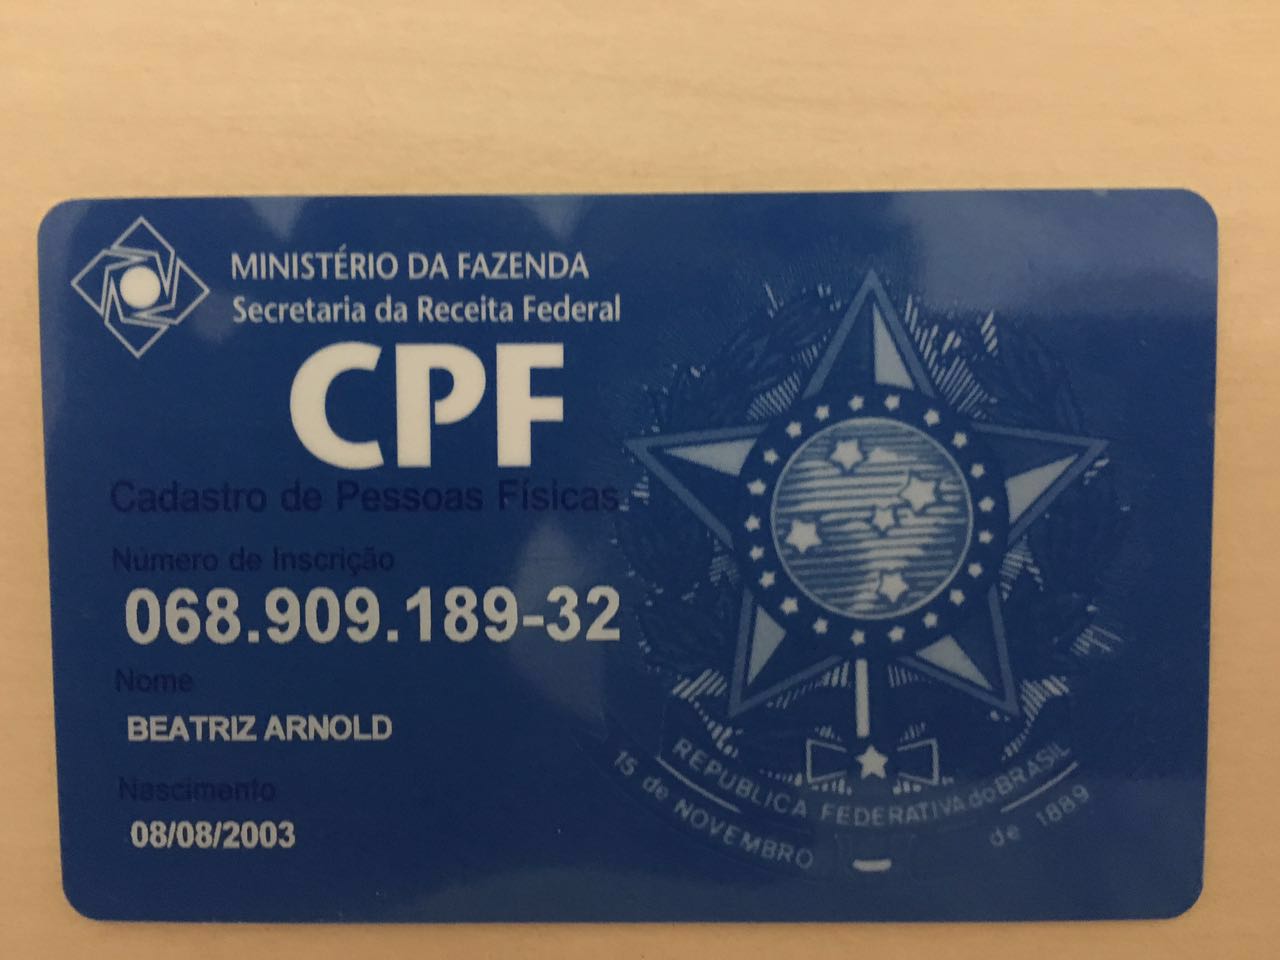 MINISTÉRIO DA FAZENDA
Secretaria da Receita Federal
CPF
Cadastro de Pessoas Físicas
Número de Inscrição
068.909.189-32
Nome
BEATRIZ ARNOLD
Nascimento
08/08/2003
REPUBLICA FEDERATIVA do BRASIL
15 de NOVEMBRO de 1889